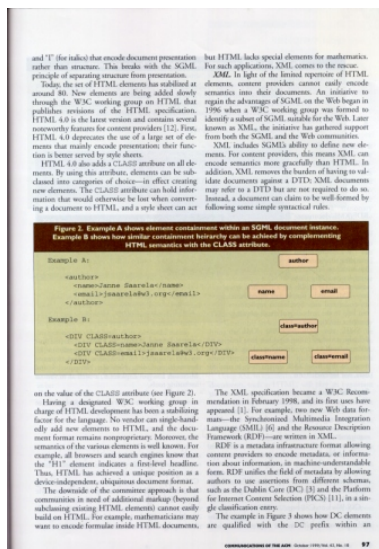 and 'I' (for italics) that encode document presentation
rather than structure. This breaks with the SGML
principle of separating structure from presentation.
Today, the set of HTML elements has stabilized at
around 80. New elements are being added slowly
through the W3C working group on HTML that
publishes revisions of the HTML specification.
HTML 4.0 is the latest version and contains several
noteworthy features for content providers [12]. First,
HTML 4.0 deprecates the use of a large set of ele-
ments that mainly encode presentation; their func-
tion is better served by style sheets.
HTML 4.0 also adds a CLASS attribute on all ele-
ments. By using this attribute, elements can be sub-
classed into categories of choice—in effect creating
new elements. The CLASS attribute can hold infor-
mation that would otherwise be lost when convert-
ing a document to HTML, and a style sheet can act
but HTML lacks special elements for mathematics.
For such applications, XML comes to the rescue.
XML. In light of the limited repertoire of HTML
elements, content providers cannot easily encode
semantics into their documents. An initiative to
regain the advantages of SGML on the Web began in
1996 when a W3C working group was formed to
identify a subset of SGML suitable for the Web. Later
known as XML, the initiative has gathered support
from both the SGML and the Web communities.
XML includes SGML's ability to define new ele-
ments. For content providers, this means XML can
encode semantics more gracefully than HTML. In
addition, XML removes the burden of having to val-
idate documents against a DTD; XML documents
may refer to a DTD but are not required to do so.
Instead, a document can claim to be well-formed by
following some simple syntactical rules.
Figure 2. Example A shows element containment within an SGML document instance.
Example B shows how similar containment heirarchy can be achieved by complementing
HTML semantics with the CLASS attribute.
Example A:
<author>
<name>Janne Saarela</name>
<email>jsaarela@w3.org</email>
</author>
author
name email
Example B:
<DIV CLASS=author>
<DIV CLASS=name>Janne Saarela</DIV>
<DIV CLASS=email>jsaarela@w3.org</DIV>
</DIV>
class=author
class=name class=email
on the value of the CLASS attribute (see Figure 2).
Having a designated W3C working group in
charge of HTML development has been a stabilizing
factor for the language. No vendor can single-hand-
edly add new elements to HTML, and the docu-
ment format remains nonproprietary. Moreover, the
semantics of the various elements is well known. For
example, all browsers and search engines know that
the "H1" element indicates a first-level headline.
Thus, HTML has achieved a unique position as a
device-independent, ubiquitous document format.
The downside of the committee approach is that
communities in need of additional markup (beyond
subclassing existing HTML elements) cannot easily
build on HTML. For example, mathematicians may
want to encode formulae inside HTML documents,
The XML specification became a W3C Recom-
mendation in February 1998, and its first uses have
appeared [1]. For example, two new Web data for-
mats—the Synchronized Multimedia Integration
Language (SMIL) [6] and the Resource Description
Framework (RDF)—are written in XML.
RDF is a metadata infrastructure format allowing
content providers to encode metadata, or informa-
tion about information, in machine-understandable
form. RDF unifies the field of metadata by allowing
authors to use assertions from different schemas,
such as the Dublin Core (DC) [3] and the Platform
for Internet Content Selection (PICS) [11], in a sin-
gle classification entry.
The example in Figure 3 shows how DC elements
are qualified with the DC prefix within an
COMMUNICATIONS OF THE ACM October 1999/Vol. 42, No. 10 97